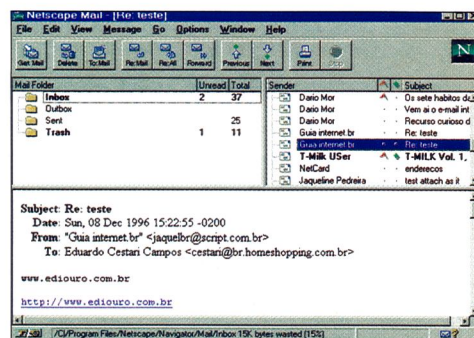 Netscape Mail - [Re: teste]
File Edit View Message Go Options Window Help
Get Mail Delete To:Mail Re:Mail Re:All Forward Previous Next Print Stop
N
Mail Folder Unread Total
Inbox 2 37
Outbox
Sent 25
Trash 1 11
Sender Subject
Dario Mor Os sete habitos de
Dario Mor Vem ai o e-mail int
Dario Mor Recurso curioso d
Guia internet.br Re: teste
Guia internet.br Re: teste
T-Milk USer T-MILK Vol. 1,
NetCard enderecos
Jaqueline Pedreira test attach as it
Subject: Re: teste
Date: Sun, 08 Dec 1996 15:22:55 -0200
From: "Guia internet.br" <jaquelbr@script.com.br>
To: Eduardo Cestari Campos <cestari@br.homeshopping.com.br>
www.ediouro.com.br
http://www.ediouro.com.br
/C|/Program Files/Netscape/Navigator/Mail/Inbox 15K bytes wasted [15%]